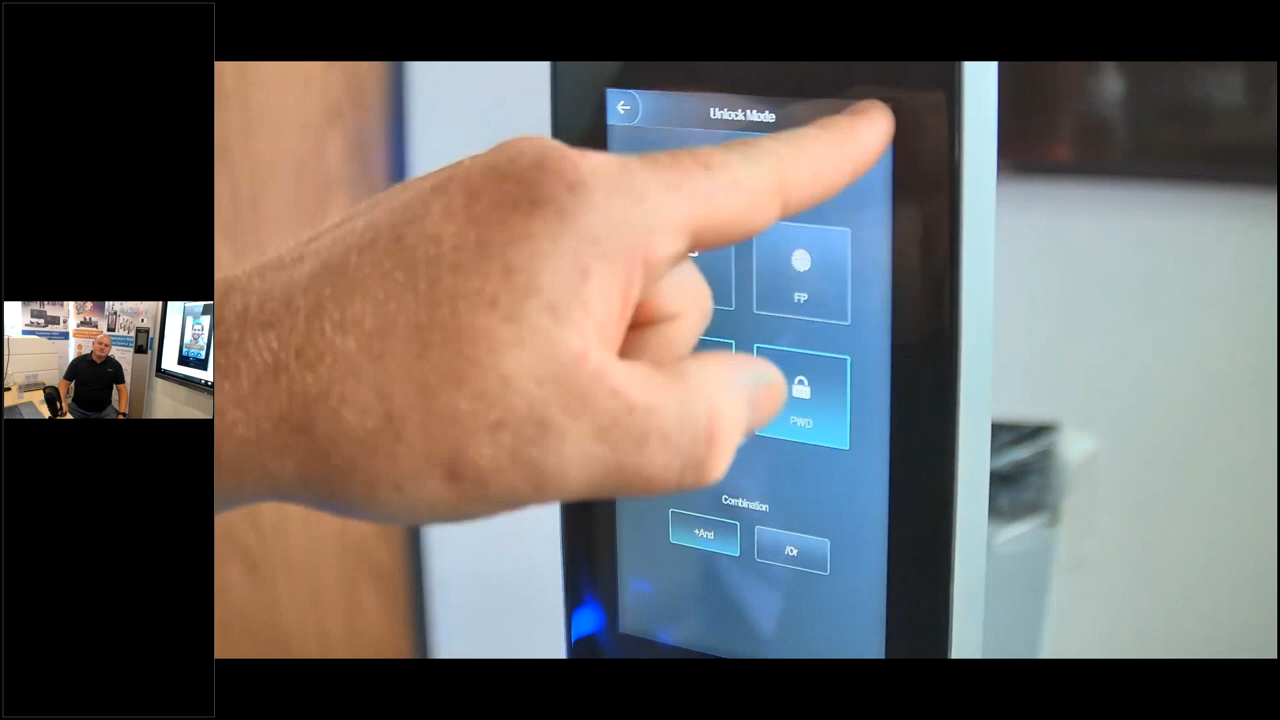 Unlock Mode
FP
PWD
Combination
+And
/Or